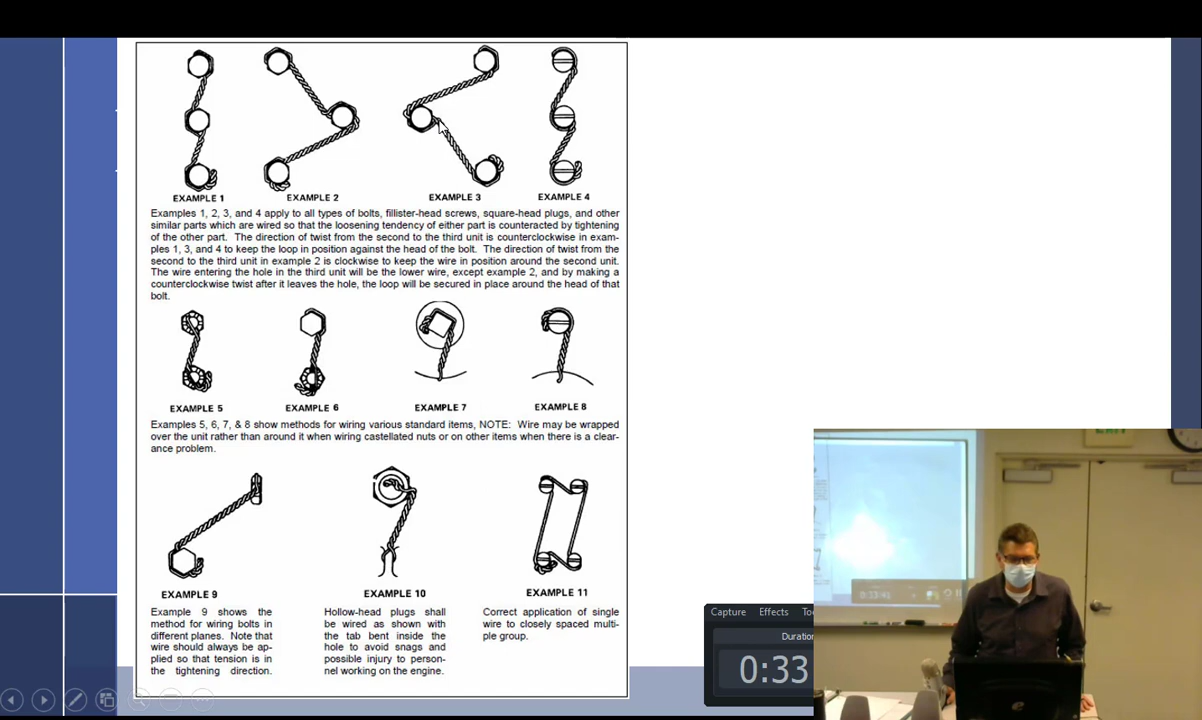 EXAMPLE 1
EXAMPLE 2
EXAMPLE 3
EXAMPLE 4
Examples 1, 2, 3, and 4 apply to all types of bolts, fillister-head screws, square-head plugs, and other
similar parts which are wired so that the loosening tendency of either part is counteracted by tightening
of the other part. The direction of twist from the second to the third unit is counterclockwise in exam-
ples 1, 3, and 4 to keep the loop in position against the head of the bolt. The direction of twist from the
second to the third unit in example 2 is clockwise to keep the wire in position around the second unit.
The wire entering the hole in the third unit will be the lower wire, except example 2, and by making a
counterclockwise twist after it leaves the hole, the loop will be secured in place around the head of that
bolt.
EXAMPLE 5
EXAMPLE 6
EXAMPLE 7
EXAMPLE 8
Examples 5, 6, 7, & 8 show methods for wiring various standard items, NOTE: Wire may be wrapped
over the unit rather than around it when wiring castellated nuts or on other items when there is a clear-
ance problem.
EXAMPLE 9
EXAMPLE 10
EXAMPLE 11
Example 9 shows the
method for wiring bolts in
different planes. Note that
wire should always be ap-
plied so that tension is in
the tightening direction.
Hollow-head plugs shall
be wired as shown with
the tab bent inside the
hole to avoid snags and
possible injury to person-
nel working on the engine.
Correct application of single
wire to closely spaced multi-
ple group.
Capture Effects
Duratio
0:33
EXIT
0:33:41